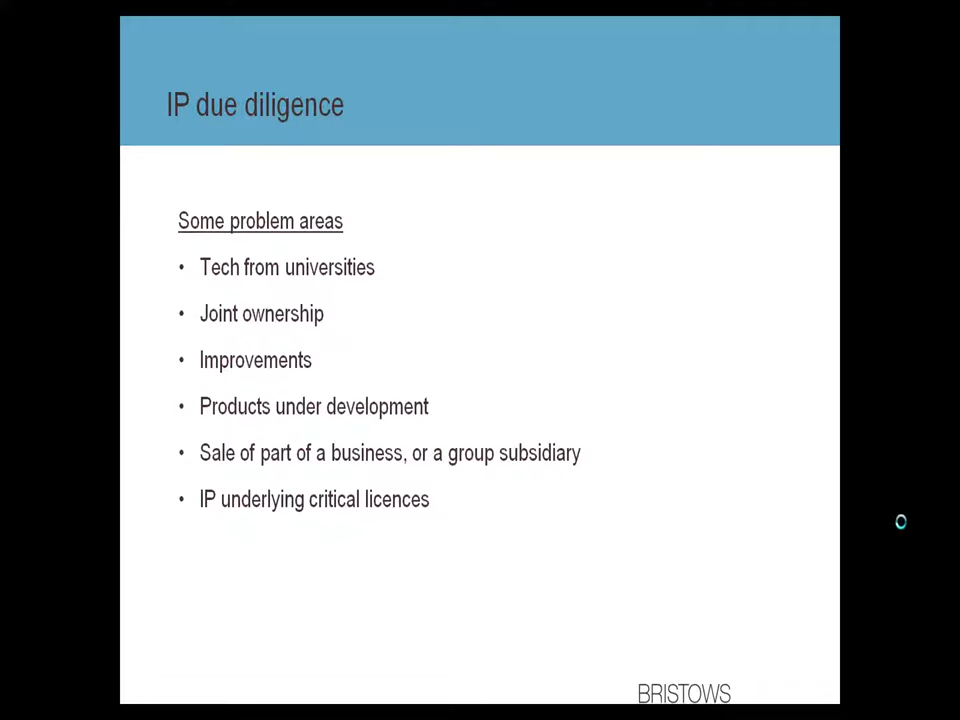 IP due diligence
Some problem areas
• Tech from universities
• Joint ownership
• Improvements
• Products under development
• Sale of part of a business, or a group subsidiary
• IP underlying critical licences
BRISTOWS